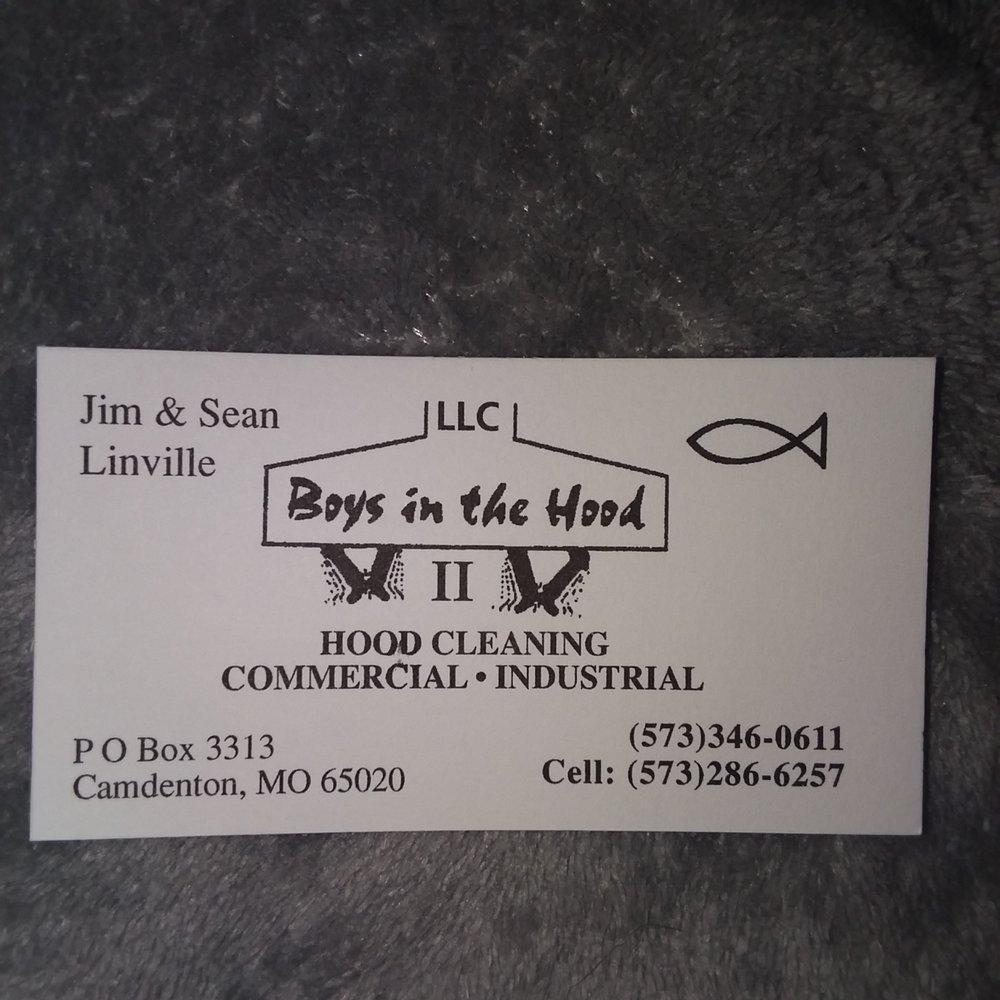 Jim & Sean
Linville
LLC
Boys in the Hood
II
HOOD CLEANING
COMMERCIAL • INDUSTRIAL
P O Box 3313
Camdenton, MO 65020
(573)346-0611
Cell: (573)286-6257